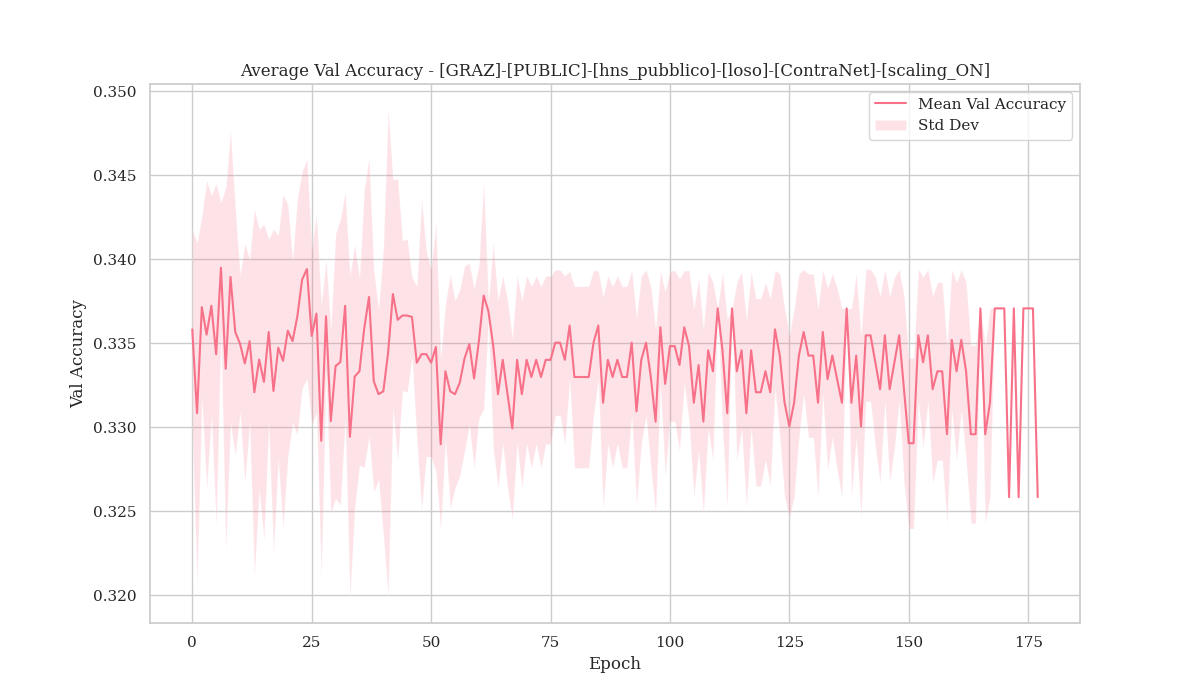 Average Val Accuracy - [GRAZ]-[PUBLIC]-[hns_pubblico]-[loso]-[ContraNet]-[scaling_ON]
Mean Val Accuracy
Std Dev
0.350
0.345
0.340
0.335
0.330
0.325
0.320
Val Accuracy
0 25 50 75 100 125 150 175
Epoch